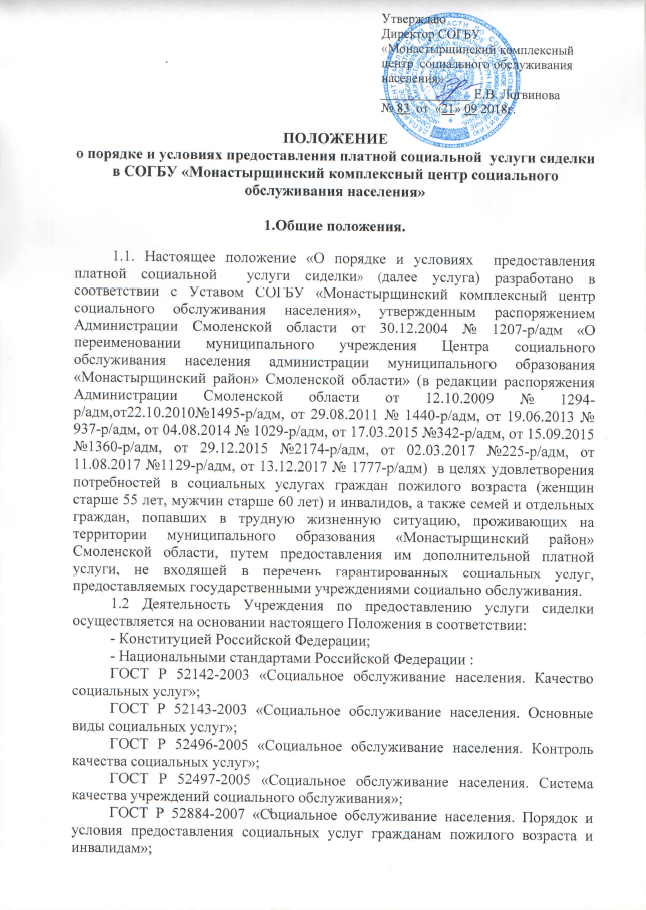 Утверждаю
Директор СОГБУ
«Монастырщинский комплексный
центр социального обслуживания
населения»
Е.В. Логвинова
№ 83 от «21» 09 2018г.
ПОЛОЖЕНИЕ
о порядке и условиях предоставления платной социальной услуги сиделки
в СОГБУ «Монастырщинский комплексный центр социального
обслуживания населения»
1.Общие положения.
1.1. Настоящее положение «О порядке и условиях предоставления
платной социальной услуги сиделки» (далее услуга) разработано в
соответствии с Уставом СОГБУ «Монастырщинский комплексный центр
социального обслуживания населения», утвержденным распоряжением
Администрации Смоленской области от 30.12.2004 № 1207-р/адм «О
переименовании муниципального учреждения Центра социального
обслуживания населения администрации муниципального образования
«Монастырщинский район» Смоленской области» (в редакции распоряжения
Администрации Смоленской области от 12.10.2009 № 1294-
р/адм,от22.10.2010№1495-р/адм, от 29.08.2011 № 1440-р/адм, от 19.06.2013 №
937-р/адм, от 04.08.2014 № 1029-р/адм, от 17.03.2015 №342-р/адм, от 15.09.2015
№1360-р/адм, от 29.12.2015 №2174-р/адм, от 02.03.2017 №225-р/адм, от
11.08.2017 №1129-р/адм, от 13.12.2017 № 1777-р/адм) в целях удовлетворения
потребностей в социальных услугах граждан пожилого возраста (женщин
старше 55 лет, мужчин старше 60 лет) и инвалидов, а также семей и отдельных
граждан, попавших в трудную жизненную ситуацию, проживающих на
территории муниципального образования «Монастырщинский район»
Смоленской области, путем предоставления им дополнительной платной
услуги, не входящей в перечень гарантированных социальных услуг,
предоставляемых государственными учреждениями социально обслуживания.
1.2 Деятельность Учреждения по предоставлению услуги сиделки
осуществляется на основании настоящего Положения в соответствии:
- Конституцией Российской Федерации;
- Национальными стандартами Российской Федерации :
ГОСТ Р 52142-2003 «Социальное обслуживание населения. Качество
социальных услуг»;
ГОСТ Р 52143-2003 «Социальное обслуживание населения. Основные
виды социальных услуг»;
ГОСТ Р 52496-2005 «Социальное обслуживание населения. Контроль
качества социальных услуг»;
ГОСТ Р 52497-2005 «Социальное обслуживание населения. Система
качества учреждений социального обслуживания»;
ГОСТ Р 52884-2007 «Социальное обслуживание населения. Порядок и
условия предоставления социальных услуг гражданам пожилого возраста и
инвалидам»;